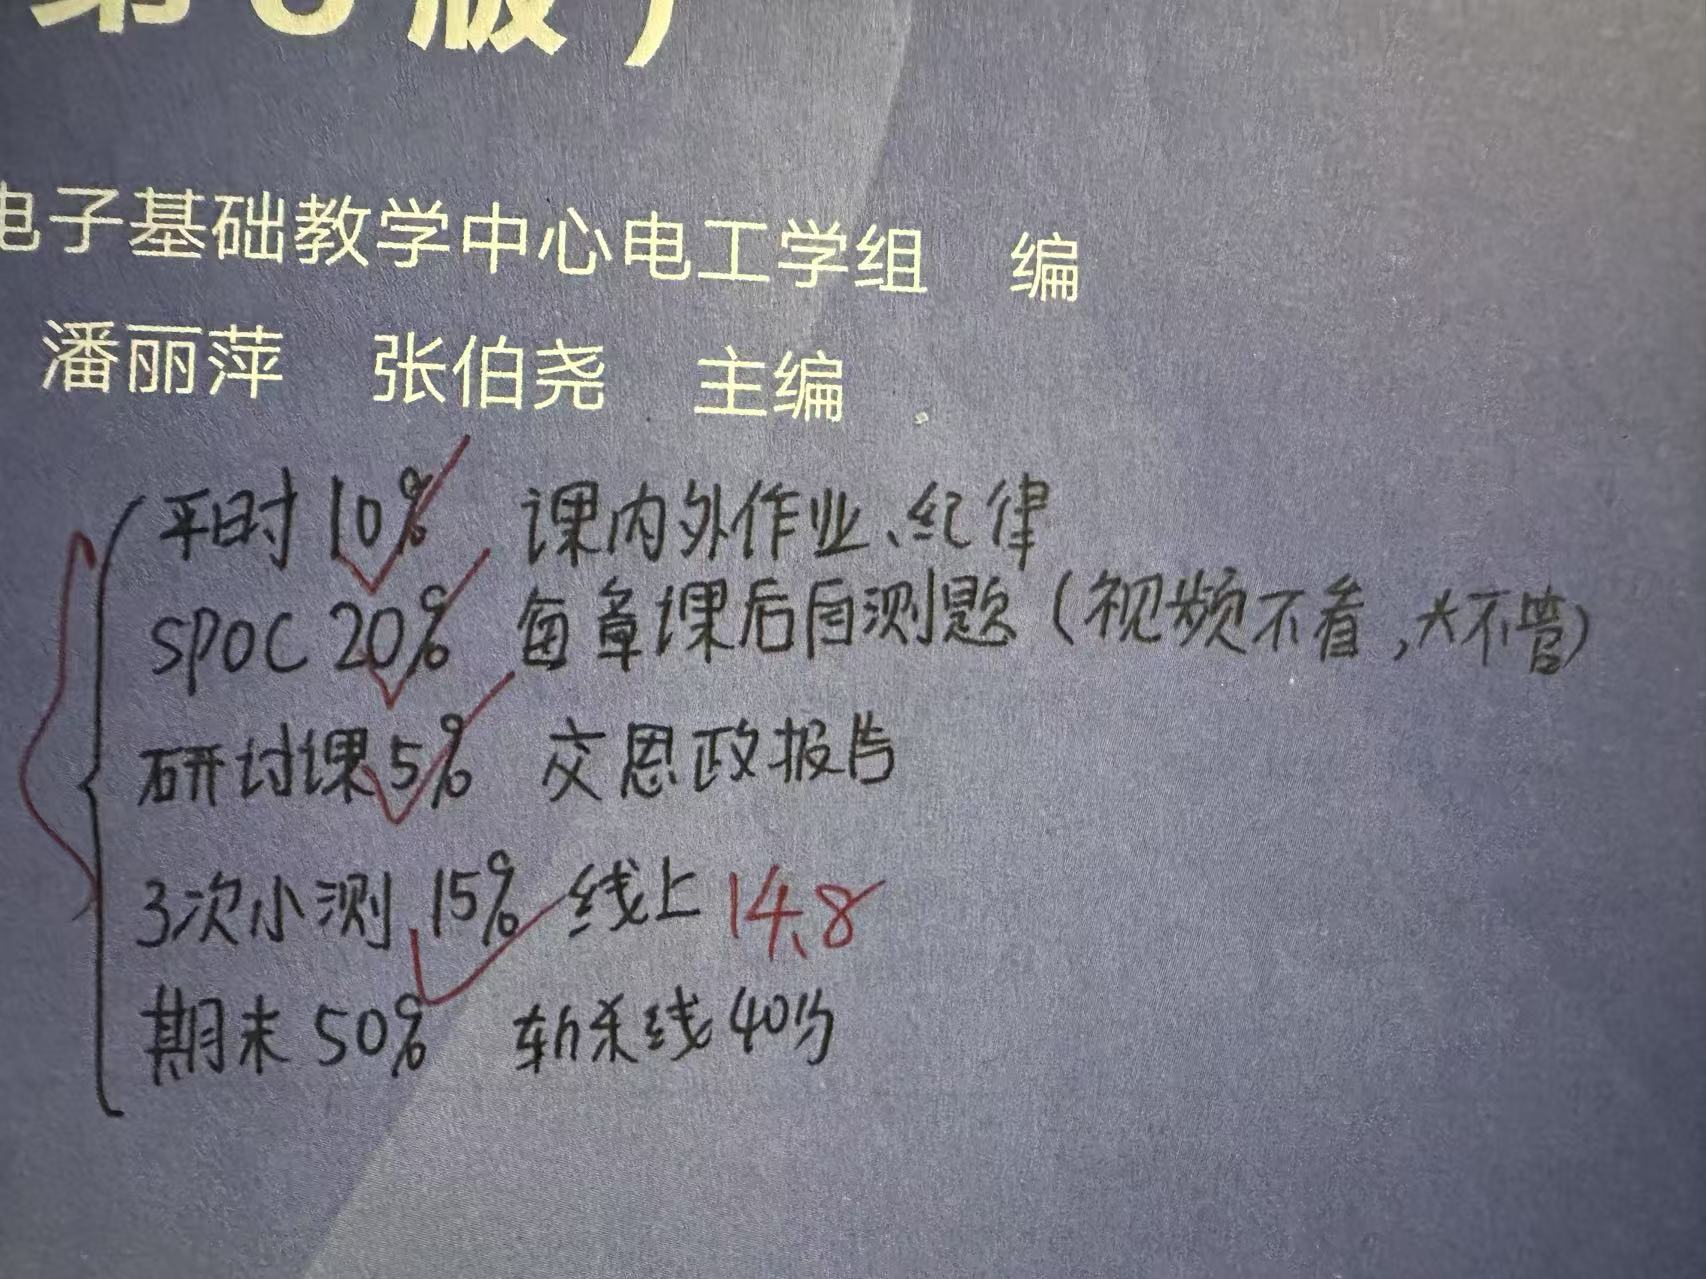 第 版)
电子基础教学中心电工学组 编
潘丽萍 张伯尧 主编
平时 10% 课内外作业、纪律
SPOC 20% 每章课后自测题(视频不看,大不管)
研讨课 5% 交思政报告
3次小测 15% 线上 14.8
期末 50% 斩杀线 40分